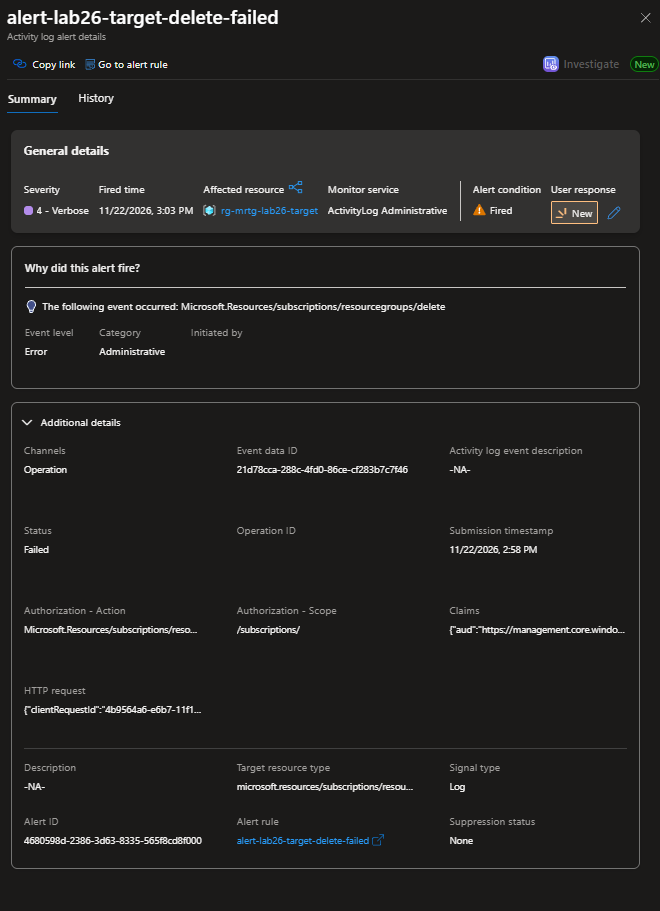 alert-lab26-target-delete-failed
Activity log alert details
Copy link Go to alert rule Investigate New
Summary History
General details
Severity Fired time Affected resource Monitor service Alert condition User response
4 - Verbose 11/22/2026, 3:03 PM rg-mrtg-lab26-target ActivityLog Administrative Fired New
Why did this alert fire?
The following event occurred: Microsoft.Resources/subscriptions/resourcegroups/delete
Event level Category Initiated by
Error Administrative
Additional details
Channels Event data ID Activity log event description
Operation 21d78cca-288c-4fd0-86ce-cf283b7c7f46 -NA-
Status Operation ID Submission timestamp
Failed 11/22/2026, 2:58 PM
Authorization - Action Authorization - Scope Claims
Microsoft.Resources/subscriptions/reso... /subscriptions/ {"aud":"https://management.core.windo...
HTTP request
{"clientRequestId":"4b9564a6-e6b7-11f1...
Description Target resource type Signal type
-NA- microsoft.resources/subscriptions/resou... Log
Alert ID Alert rule Suppression status
4680598d-2386-3d63-8335-565f8cd8f000 alert-lab26-target-delete-failed None